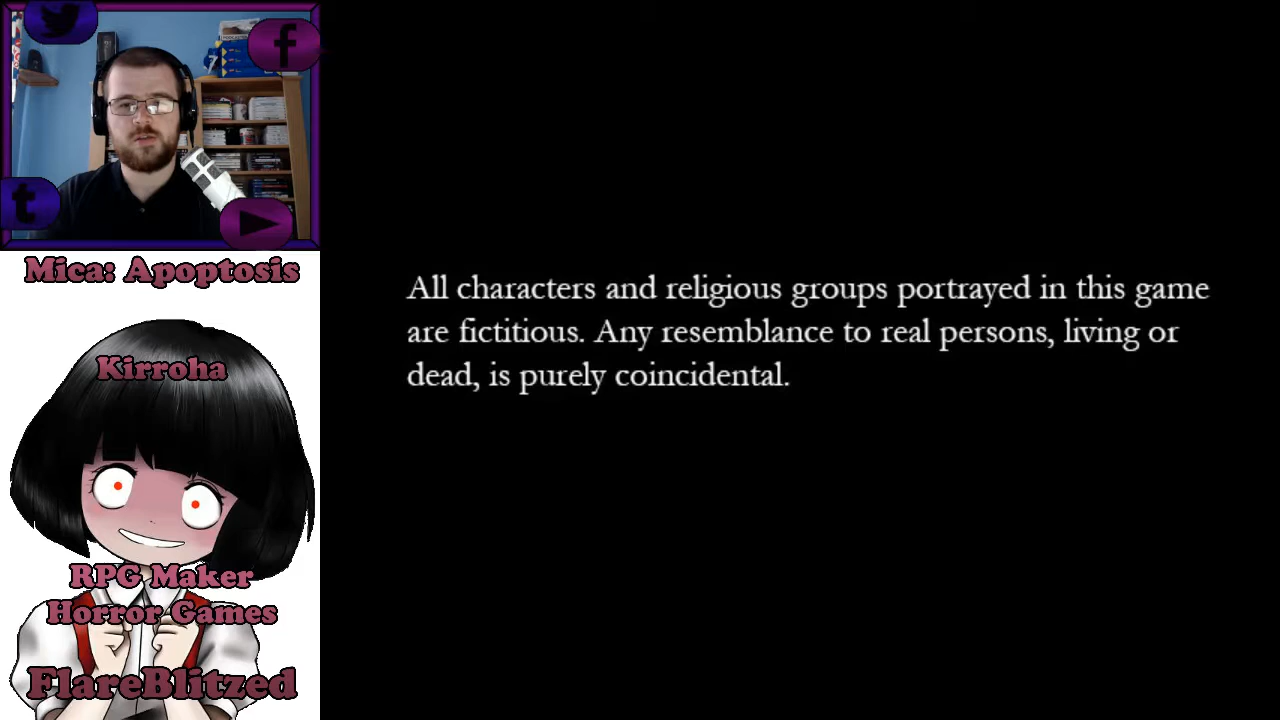 Mica: Apoptosis
Kirroha
RPG Maker
Horror Games
FlareBlitzed
All characters and religious groups portrayed in this game
are fictitious. Any resemblance to real persons, living or
dead, is purely coincidental.